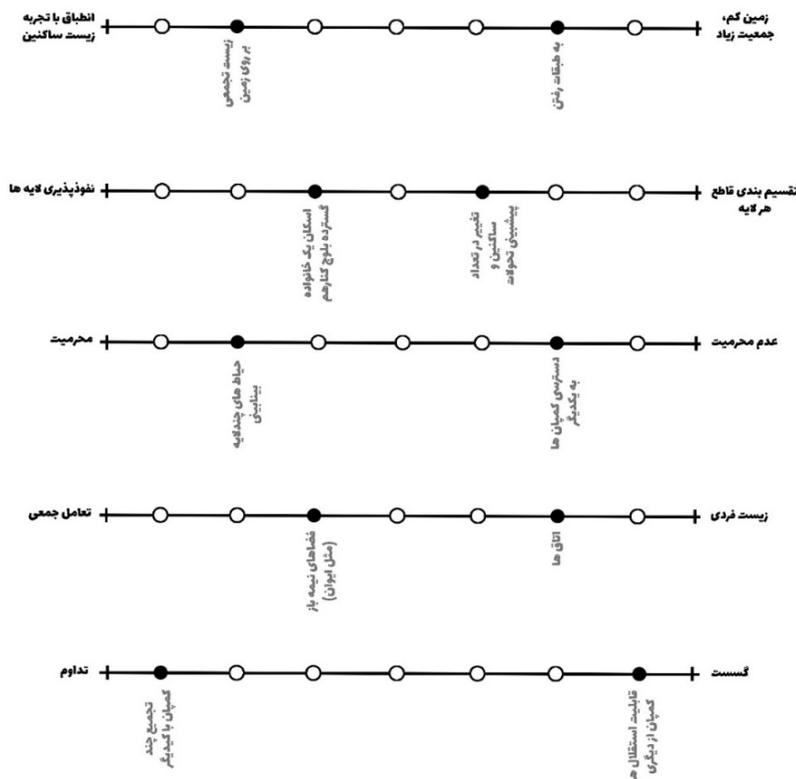 زمین کم،
جمعیت زیاد
انطباق با تجربه
زیست ساکنین
به طبقات رفتن
زیست تجمعی
بر روی زمین
تقسیم بندی قاطع
هر لایه
نفوذپذیری لایه ها
پیشبینی تحولات
ساکنین و
تغییر در تعداد
اسکان یک خانواده
گسترده بلوچ کنارهم
عدم محرمیت
محرمیت
دسترسی کمپان ها
به یکدیگر
حیاط های چندلایه
بینابینی
زیست فردی
تعامل جمعی
اتاق ها
فضاهای نیمه باز
(مثل ایوان)
گسست
تداوم
قابلیت استقلال هر
کمپان از دیگری
تجمیع چند
کمپان با کیدیگر